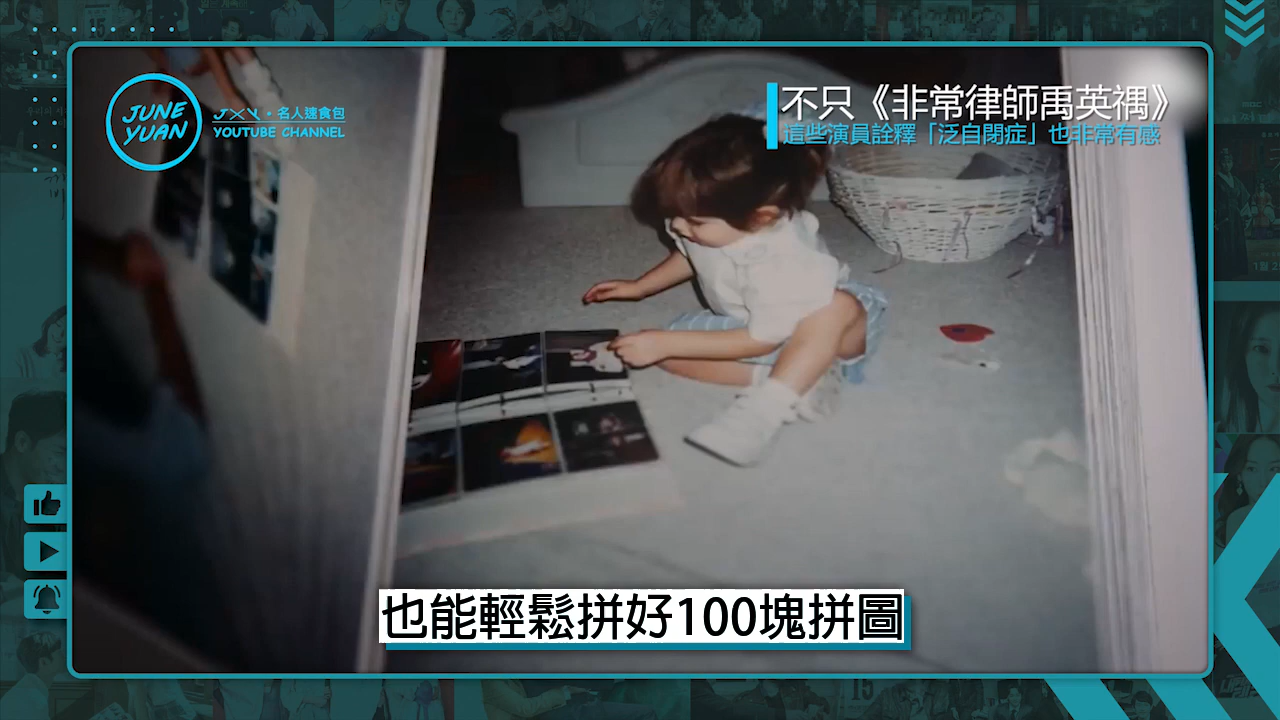 JUNE
YUAN
JXY・名人速食包
YOUTUBE CHANNEL
不只《非常律師禹英禑》
這些演員詮釋「泛自閉症」也非常有感
也能輕鬆拼好100塊拼圖